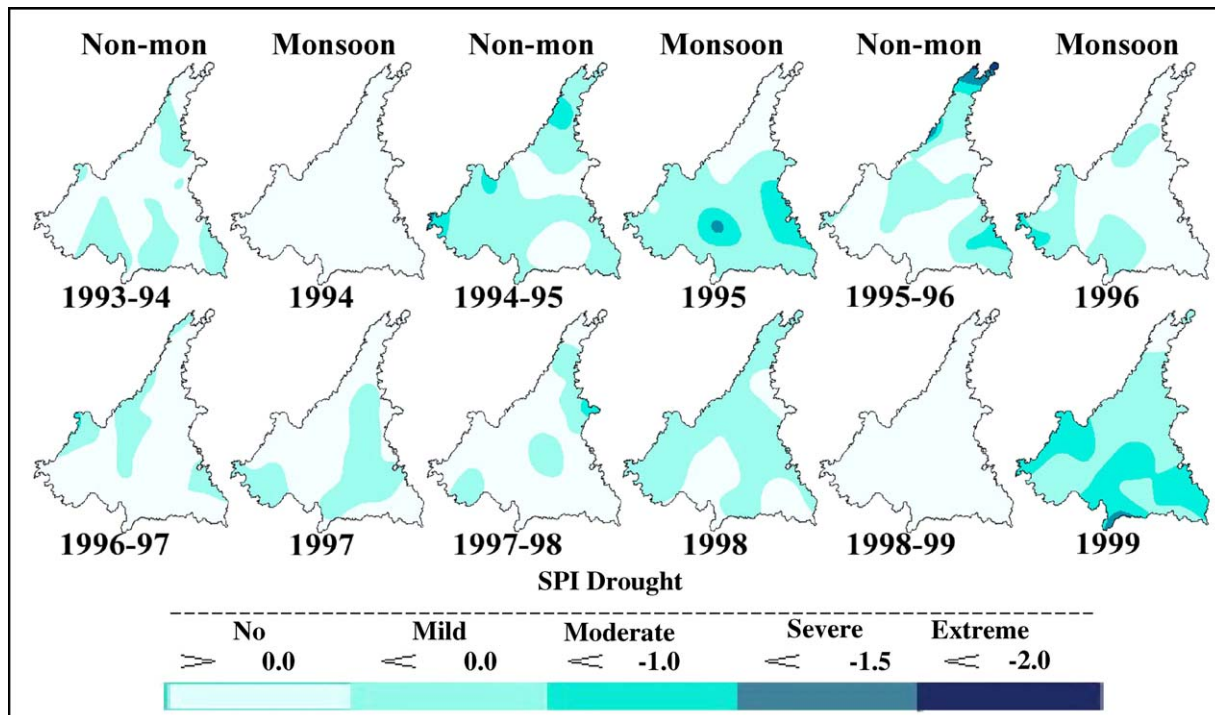 Non-mon Monsoon Non-mon Monsoon Non-mon Monsoon
1993-94 1994 1994-95 1995 1995-96 1996
1996-97 1997 1997-98 1998 1998-99 1999
SPI Drought
No Mild Moderate Severe Extreme
> 0.0 < 0.0 < -1.0 < -1.5 < -2.0